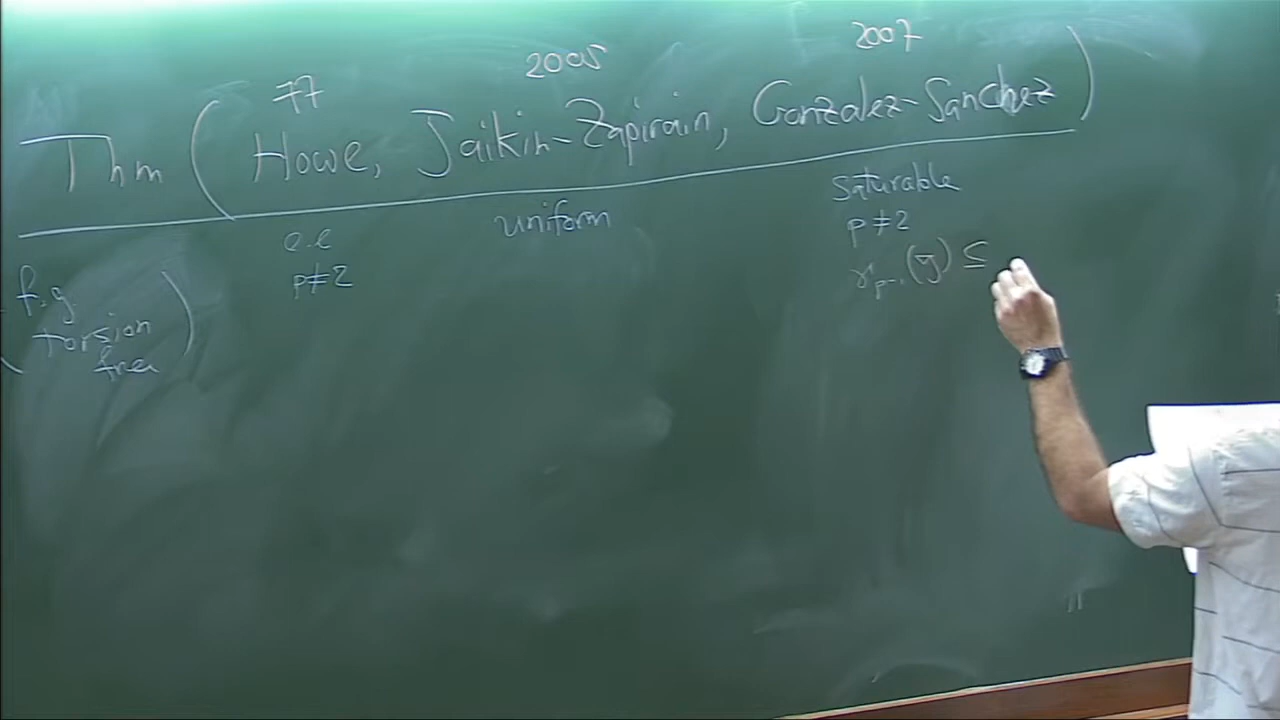 77 2005 2007
Thm ( Howe, Jaikin-Zapirain, Gonzalez-Sanchez )
e.e uniform saturable
p≠2 p≠2
γ_{p-1}(g) ⊆
( f.g.
torsion
free )